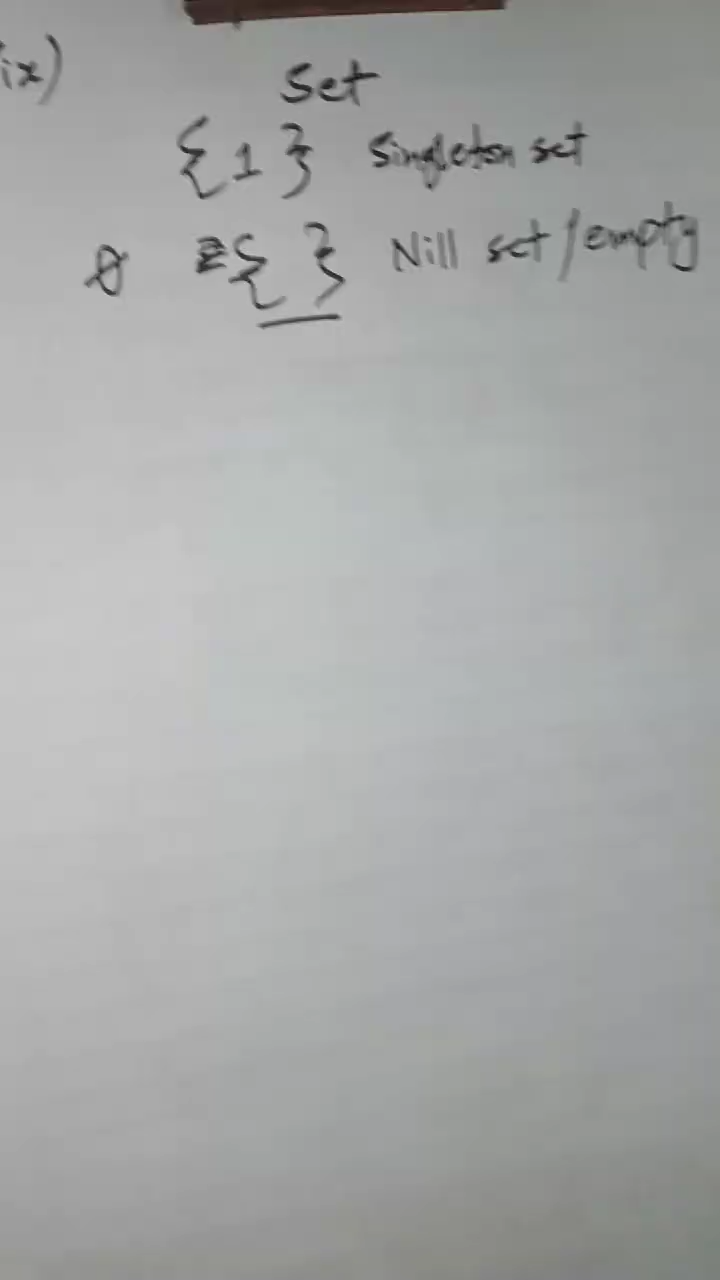 ix)
Set
{1} Singleton set
∅ = { } Nill set/empty